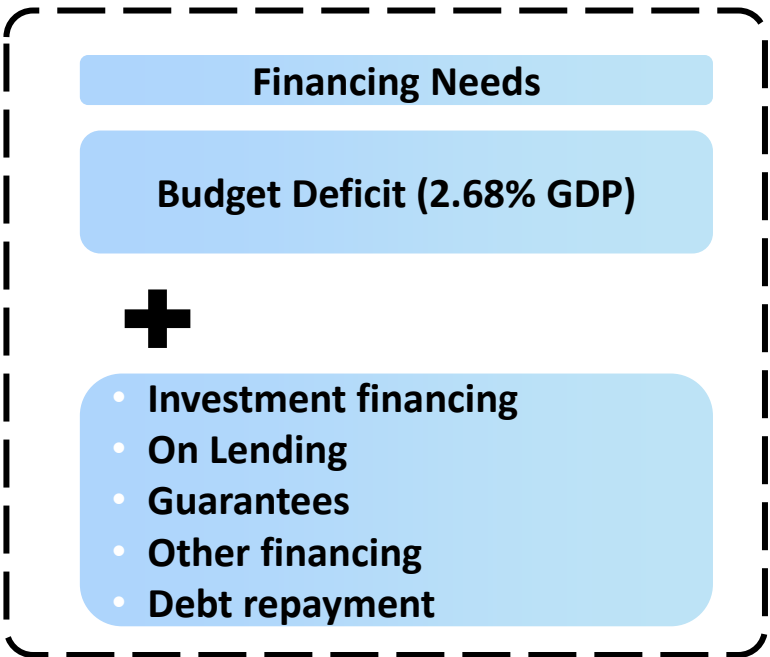 Financing Needs
Budget Deficit (2.68% GDP)
• Investment financing
• On Lending
• Guarantees
• Other financing
• Debt repayment